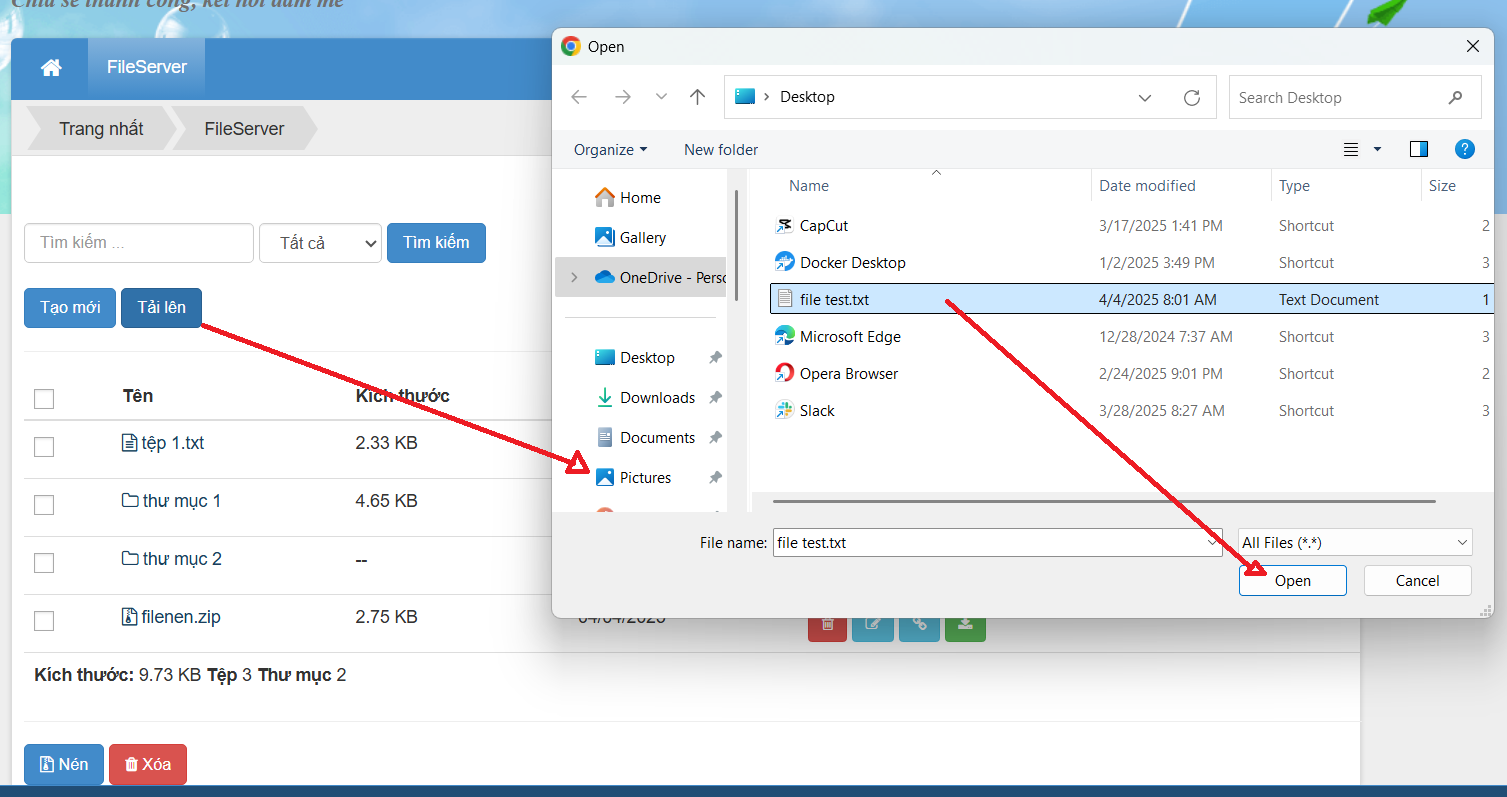 Chia sẻ thành công, kết nối đam mê
FileServer
Trang nhất FileServer
Tìm kiếm ... Tất cả Tìm kiếm
Tạo mới Tải lên
Tên Kích thước
tệp 1.txt 2.33 KB
thư mục 1 4.65 KB
thư mục 2 --
filenen.zip 2.75 KB 04/04/2025
Kích thước: 9.73 KB Tệp 3 Thư mục 2
Nén Xóa
Open
Desktop Search Desktop
Organize New folder
Home
Gallery
OneDrive - Perso
Desktop
Downloads
Documents
Pictures
Name Date modified Type Size
CapCut 3/17/2025 1:41 PM Shortcut 2
Docker Desktop 1/2/2025 3:49 PM Shortcut 3
file test.txt 4/4/2025 8:01 AM Text Document 1
Microsoft Edge 12/28/2024 7:37 AM Shortcut 3
Opera Browser 2/24/2025 9:01 PM Shortcut 2
Slack 3/28/2025 8:27 AM Shortcut 3
File name: file test.txt All Files (*.*)
Open Cancel